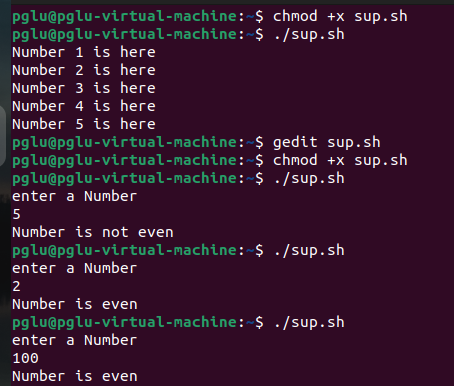 pglu@pglu-virtual-machine:~$ chmod +x sup.sh
pglu@pglu-virtual-machine:~$ ./sup.sh
Number 1 is here
Number 2 is here
Number 3 is here
Number 4 is here
Number 5 is here
pglu@pglu-virtual-machine:~$ gedit sup.sh
pglu@pglu-virtual-machine:~$ chmod +x sup.sh
pglu@pglu-virtual-machine:~$ ./sup.sh
enter a Number
5
Number is not even
pglu@pglu-virtual-machine:~$ ./sup.sh
enter a Number
2
Number is even
pglu@pglu-virtual-machine:~$ ./sup.sh
enter a Number
100
Number is even